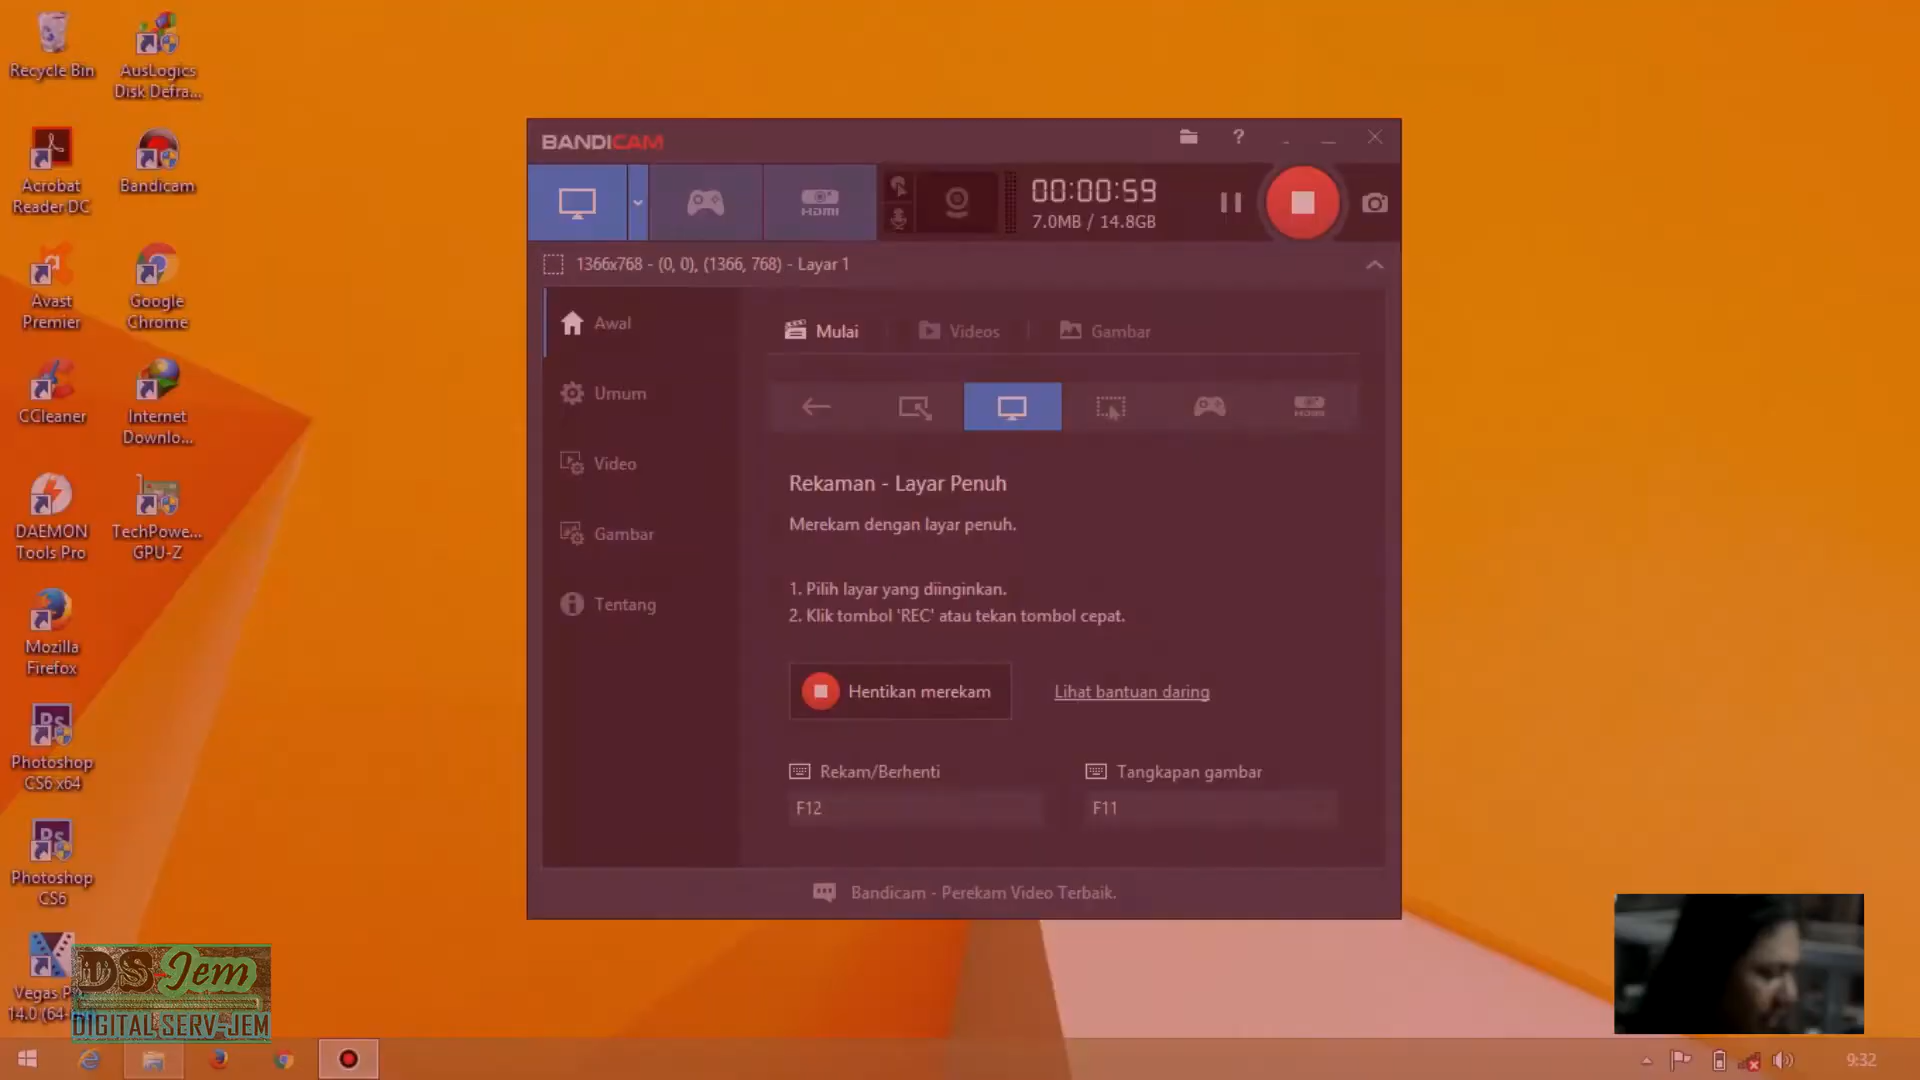 Recycle Bin
AusLogics
Disk Defra...
Acrobat
Reader DC
Bandicam
Avast
Premier
Google
Chrome
CCleaner
Internet
Downlo...
DAEMON
Tools Pro
TechPowe...
GPU-Z
Mozilla
Firefox
Photoshop
CS6 x64
Photoshop
CS6
Vegas
14.0 (64-
DS-Jem
DIGITAL SERV-JEM
BANDICAM
?
HDMI
00:00:59
7.0MB / 14.8GB
1366x768 - (0, 0), (1366, 768) - Layar 1
Awal
Umum
Video
Gambar
Tentang
Mulai
Videos
Gambar
HDMI
Rekaman - Layar Penuh
Merekam dengan layar penuh.
1. Pilih layar yang diinginkan.
2. Klik tombol 'REC' atau tekan tombol cepat.
Hentikan merekam
Lihat bantuan daring
Rekam/Berhenti
Tangkapan gambar
F12
F11
Bandicam - Perekam Video Terbaik.
9:32